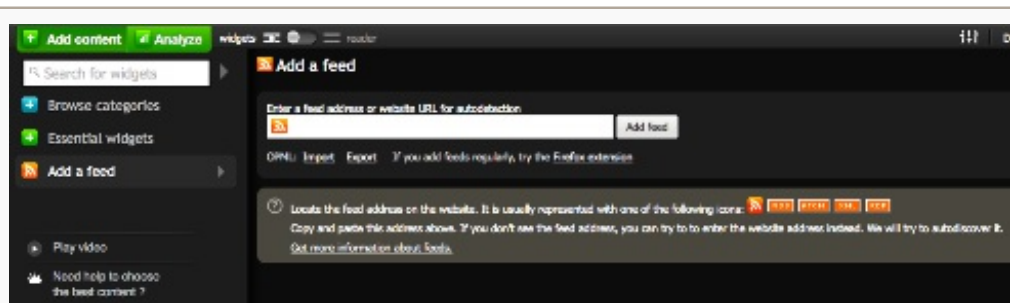 Add content Analyze widgets reader
Search for widgets
Browse categories
Essential widgets
Add a feed
Play video
Need help to choose
the best content ?
Add a feed
Enter a feed address or website URL for autodetection
Add feed
OPML: Import Export If you add feeds regularly, try the Firefox extension
Locate the feed address on the website. It is usually represented with one of the following icons: RSS ATOM XML RDF
Copy and paste this address above. If you don't see the feed address, you can try to to enter the website address instead. We will try to autodiscover it.
Get more information about feeds.